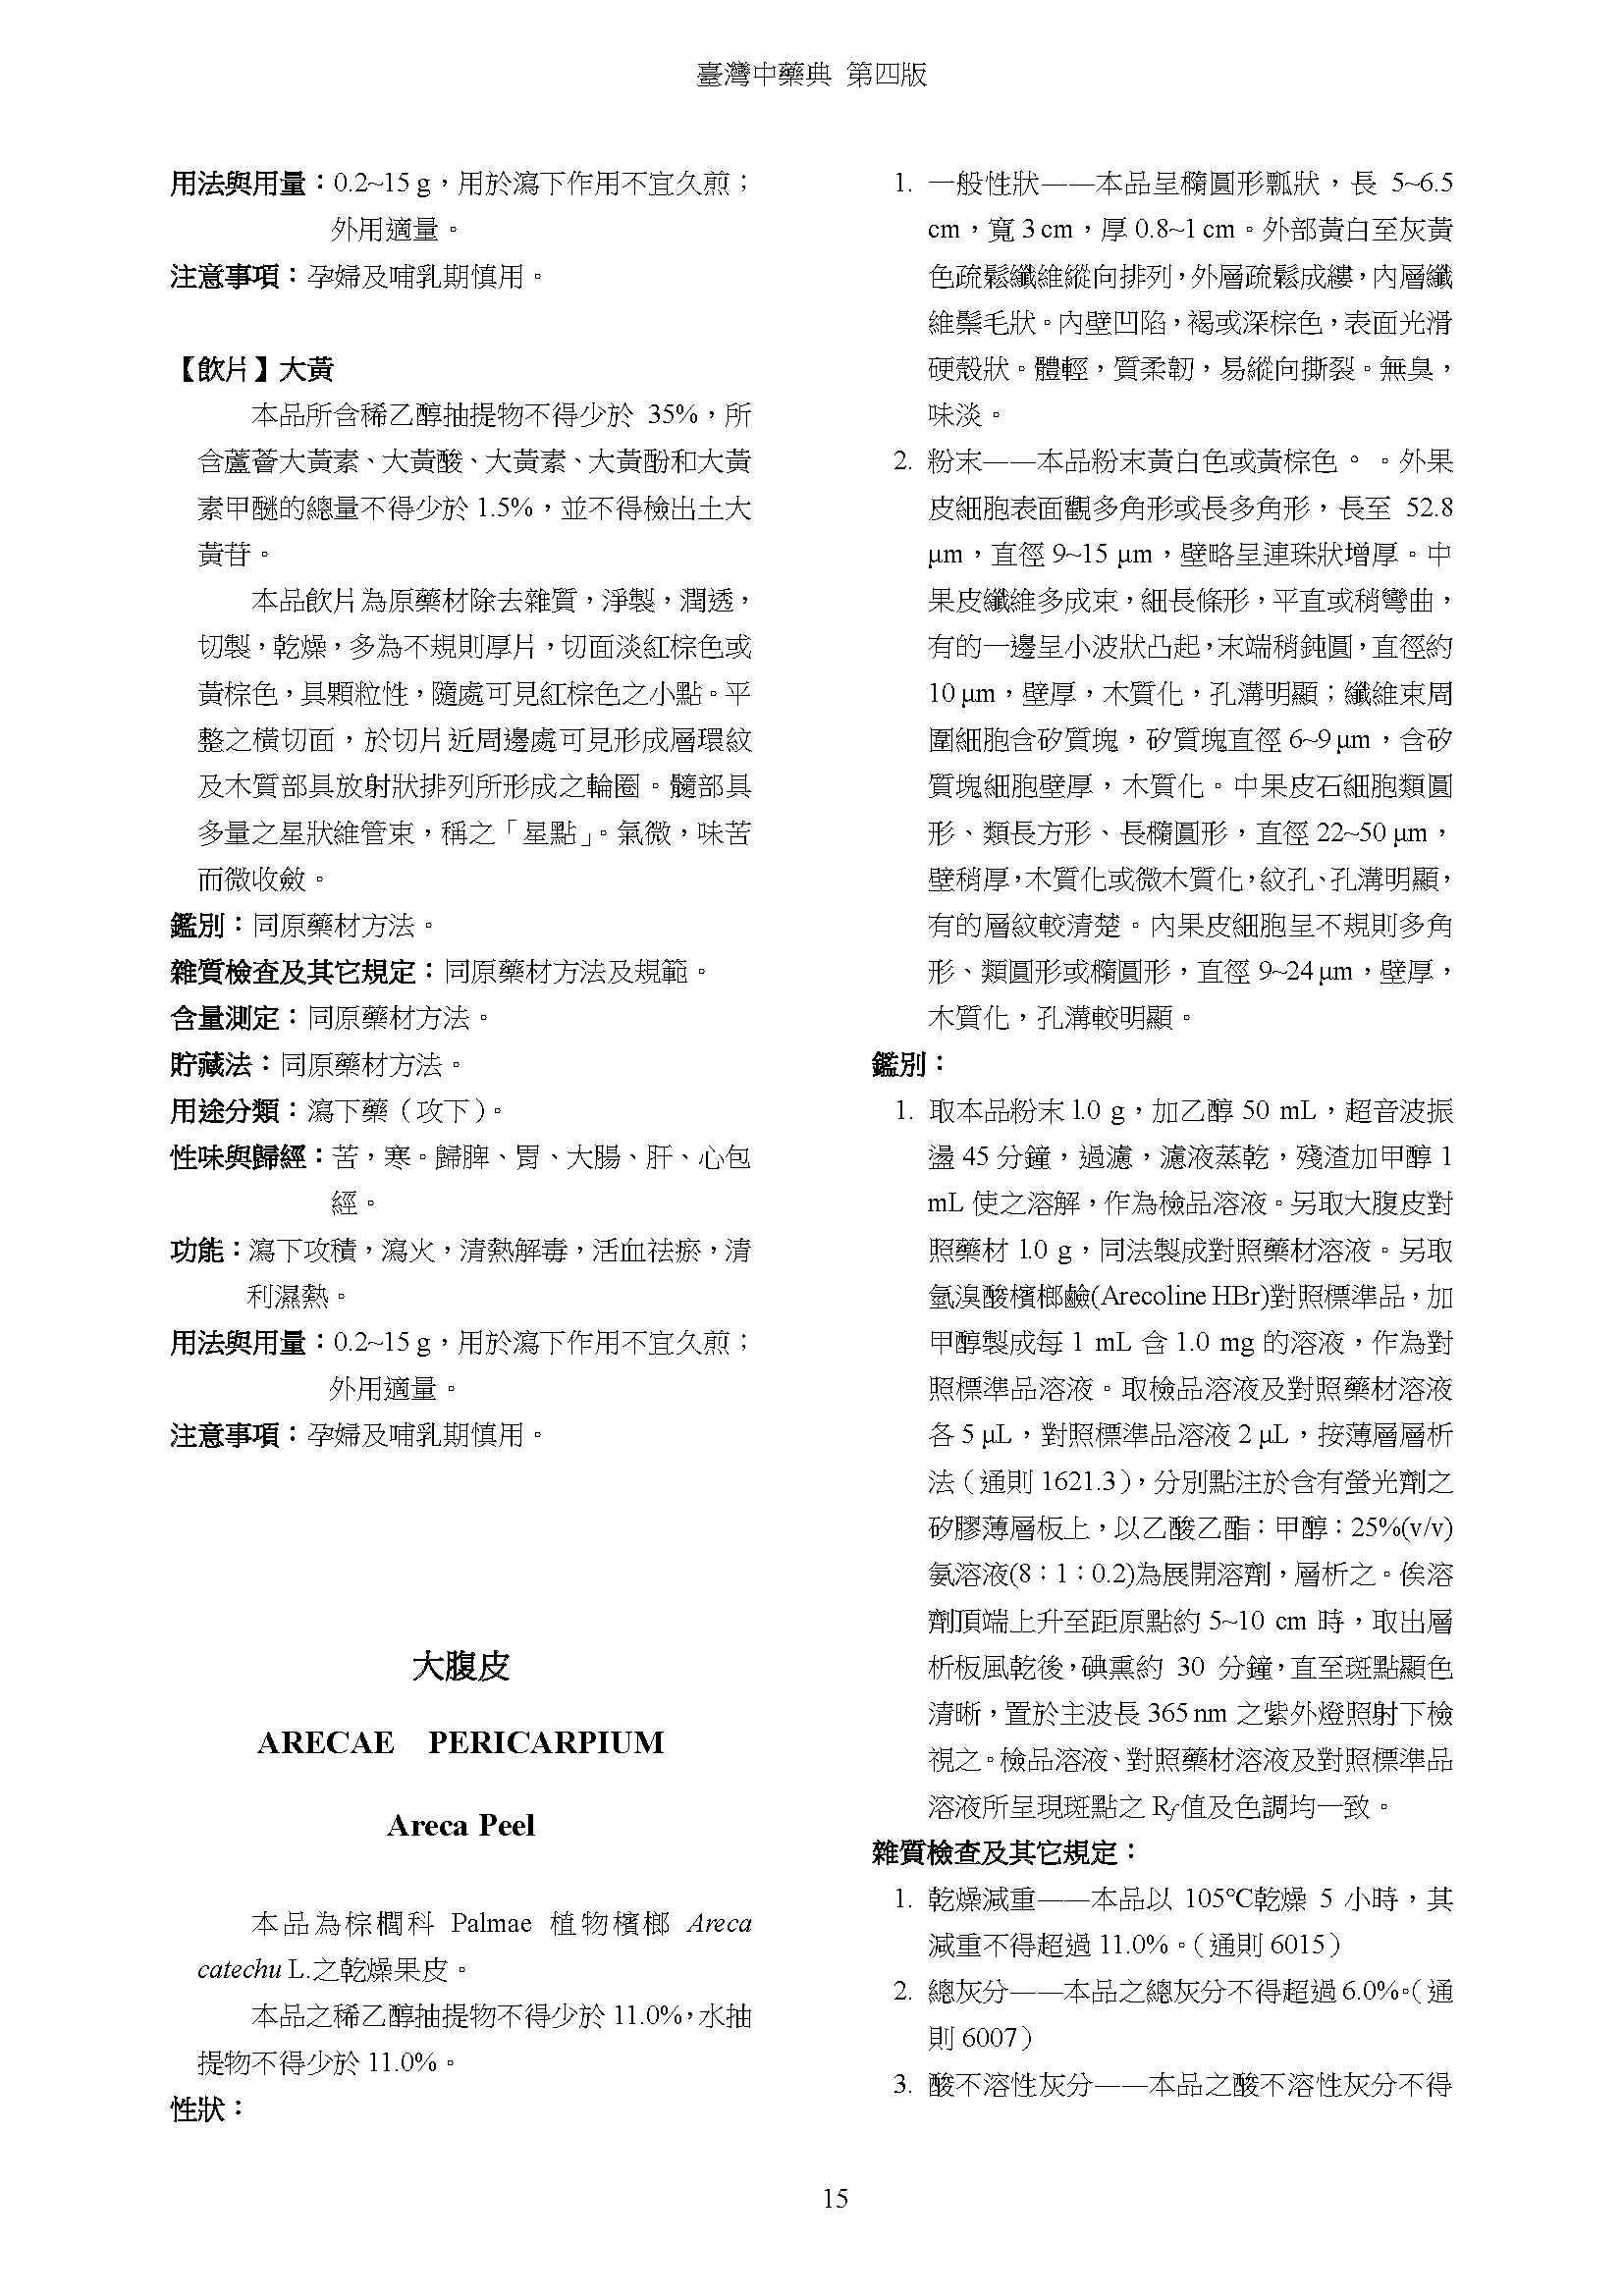 臺灣中藥典 第四版
用法與用量：0.2~15 g，用於瀉下作用不宜久煎；
外用適量。
注意事項：孕婦及哺乳期慎用。
【飲片】大黃
本品所含稀乙醇抽提物不得少於 35%，所
含蘆薈大黃素、大黃酸、大黃素、大黃酚和大黃
素甲醚的總量不得少於 1.5%，並不得檢出土大
黃苷。
本品飲片為原藥材除去雜質，淨製，潤透，
切製，乾燥，多為不規則厚片，切面淡紅棕色或
黃棕色，具顆粒性，隨處可見紅棕色之小點。平
整之橫切面，於切片近周邊處可見形成層環紋
及木質部具放射狀排列所形成之輪圈。髓部具
多量之星狀維管束，稱之「星點」。氣微，味苦
而微收斂。
鑑別：同原藥材方法。
雜質檢查及其它規定：同原藥材方法及規範。
含量測定：同原藥材方法。
貯藏法：同原藥材方法。
用途分類：瀉下藥（攻下）。
性味與歸經：苦，寒。歸脾、胃、大腸、肝、心包
經。
功能：瀉下攻積，瀉火，清熱解毒，活血祛瘀，清
利濕熱。
用法與用量：0.2~15 g，用於瀉下作用不宜久煎；
外用適量。
注意事項：孕婦及哺乳期慎用。
大腹皮
ARECAE PERICARPIUM
Areca Peel
本品為棕櫚科 Palmae 植物檳榔 Areca
catechu L.之乾燥果皮。
本品之稀乙醇抽提物不得少於 11.0%，水抽
提物不得少於 11.0%。
性狀：
1. 一般性狀——本品呈橢圓形瓢狀，長 5~6.5
cm，寬 3 cm，厚 0.8~1 cm。外部黃白至灰黃
色疏鬆纖維縱向排列，外層疏鬆成縷，內層纖
維鬃毛狀。內壁凹陷，褐或深棕色，表面光滑
硬殼狀。體輕，質柔韌，易縱向撕裂。無臭，
味淡。
2. 粉末——本品粉末黃白色或黃棕色。。外果
皮細胞表面觀多角形或長多角形，長至 52.8
μm，直徑 9~15 μm，壁略呈連珠狀增厚。中
果皮纖維多成束，細長條形，平直或稍彎曲，
有的一邊呈小波狀凸起，末端稍鈍圓，直徑約
10 μm，壁厚，木質化，孔溝明顯；纖維束周
圍細胞含矽質塊，矽質塊直徑 6~9 μm，含矽
質塊細胞壁厚，木質化。中果皮石細胞類圓
形、類長方形、長橢圓形，直徑 22~50 μm，
壁稍厚，木質化或微木質化，紋孔、孔溝明顯，
有的層紋較清楚。內果皮細胞呈不規則多角
形、類圓形或橢圓形，直徑 9~24 μm，壁厚，
木質化，孔溝較明顯。
鑑別：
1. 取本品粉末 1.0 g，加乙醇 50 mL，超音波振
盪 45 分鐘，過濾，濾液蒸乾，殘渣加甲醇 1
mL 使之溶解，作為檢品溶液。另取大腹皮對
照藥材 1.0 g，同法製成對照藥材溶液。另取
氫溴酸檳榔鹼(Arecoline HBr)對照標準品，加
甲醇製成每 1 mL 含 1.0 mg 的溶液，作為對
照標準品溶液。取檢品溶液及對照藥材溶液
各 5 μL，對照標準品溶液 2 μL，按薄層層析
法（通則 1621.3），分別點注於含有螢光劑之
矽膠薄層板上，以乙酸乙酯：甲醇：25%(v/v)
氨溶液(8：1：0.2)為展開溶劑，層析之。俟溶
劑頂端上升至距原點約 5~10 cm 時，取出層
析板風乾後，碘熏約 30 分鐘，直至斑點顯色
清晰，置於主波長 365 nm 之紫外燈照射下檢
視之。檢品溶液、對照藥材溶液及對照標準品
溶液所呈現斑點之 Rf 值及色調均一致。
雜質檢查及其它規定：
1. 乾燥減重——本品以 105℃乾燥 5 小時，其
減重不得超過 11.0%。（通則 6015）
2. 總灰分——本品之總灰分不得超過 6.0%。（通
則 6007）
3. 酸不溶性灰分——本品之酸不溶性灰分不得
15